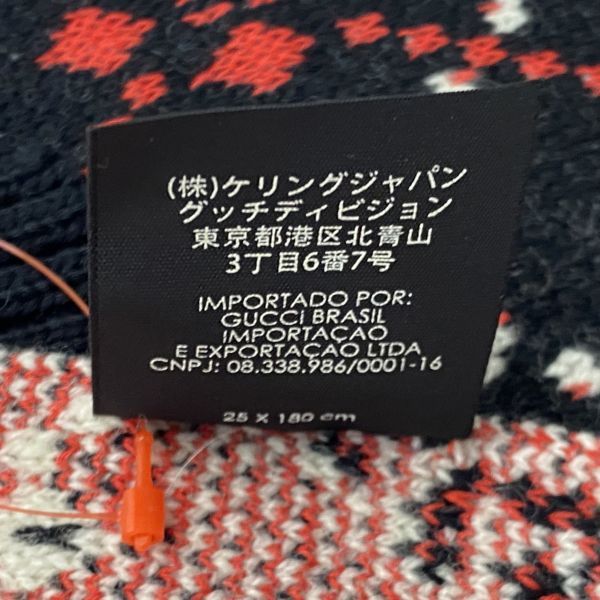 (株)ケリングジャパン
グッチディビジョン
東京都港区北青山
3丁目6番7号
IMPORTADO POR:
GUCCI BRASIL
IMPORTAÇAO
E EXPORTAÇAO LTDA
CNPJ: 08.338.986/0001-16
25 x 180 cm